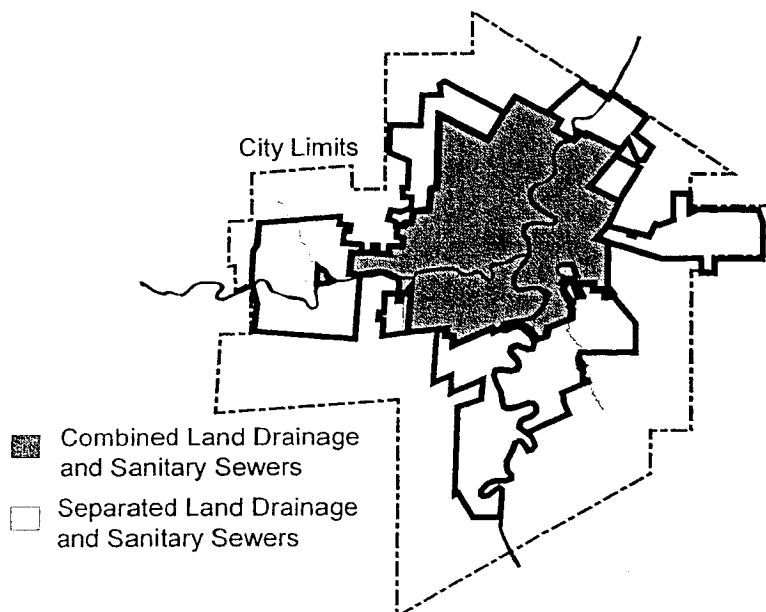 City Limits
Combined Land Drainage
and Sanitary Sewers
Separated Land Drainage
and Sanitary Sewers